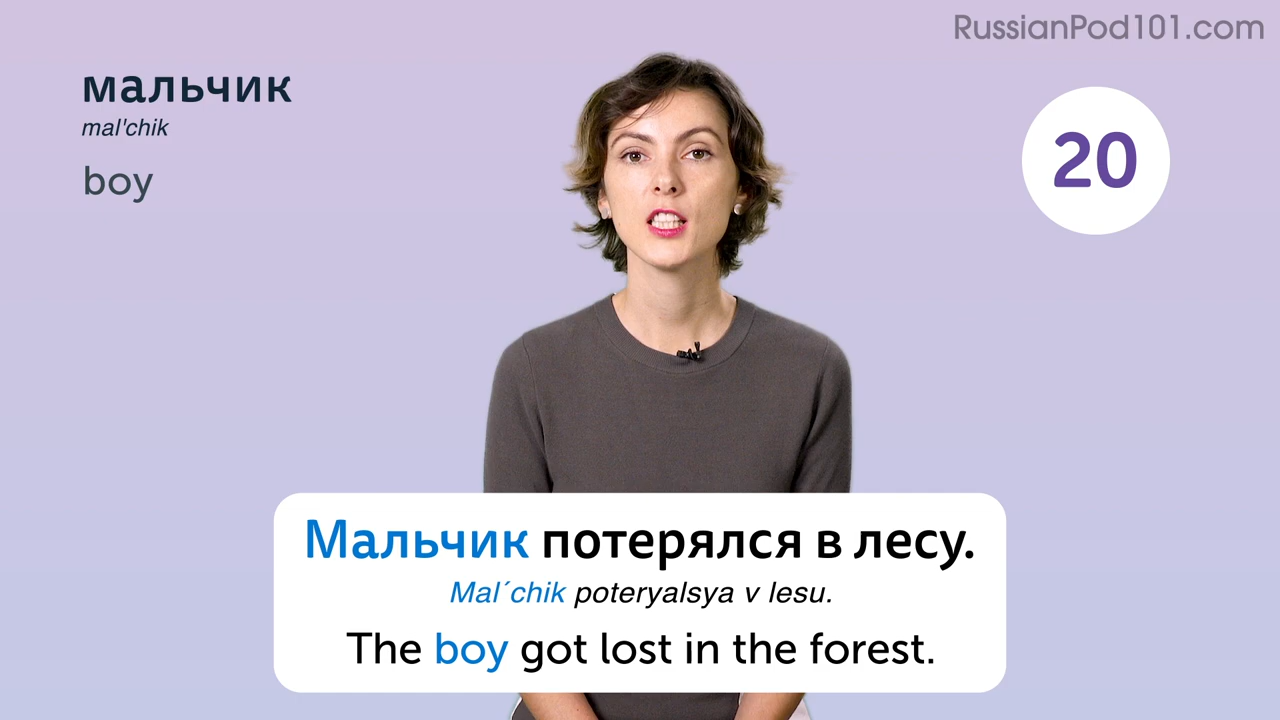 RussianPod101.com
мальчик
mal'chik
boy
20
Мальчик потерялся в лесу.
Mal´chik poteryalsya v lesu.
The boy got lost in the forest.